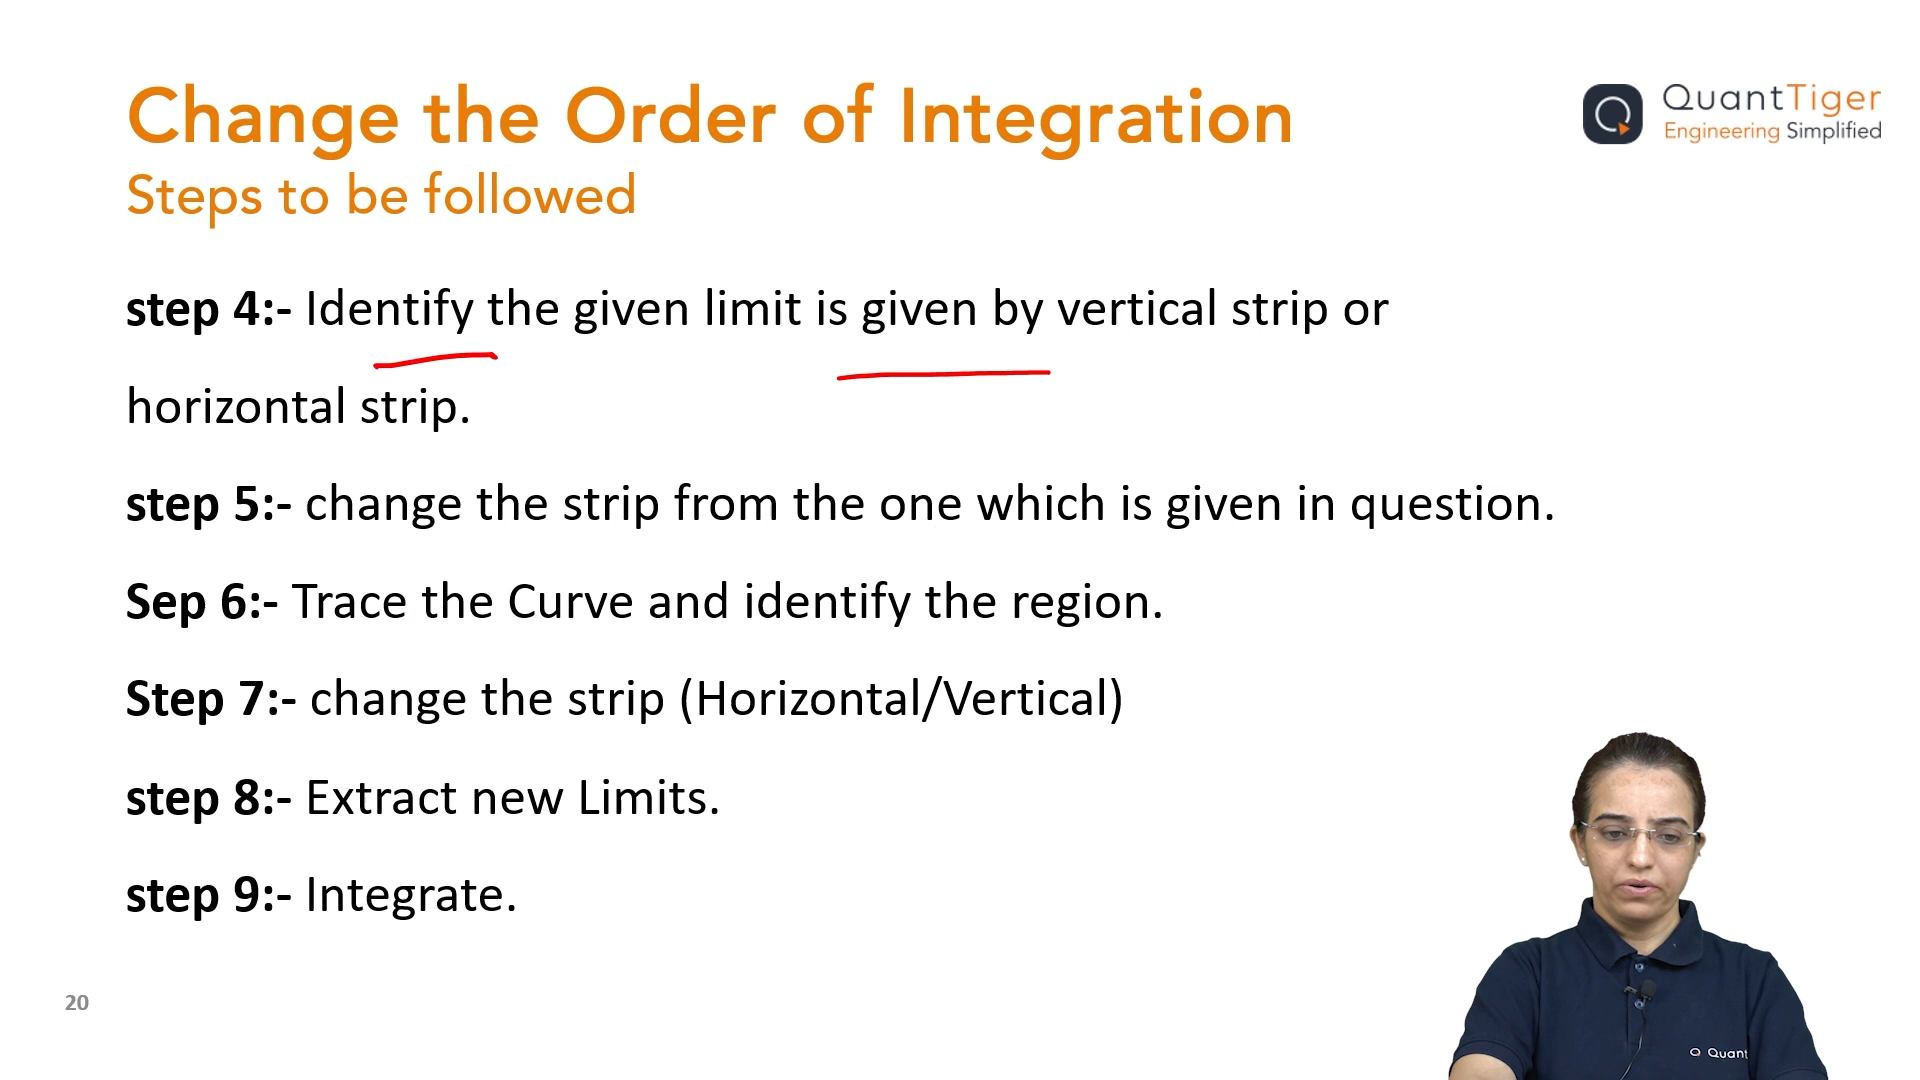 Change the Order of Integration
Steps to be followed
QuantTiger
Engineering Simplified
step 4:- Identify the given limit is given by vertical strip or
horizontal strip.
step 5:- change the strip from the one which is given in question.
Sep 6:- Trace the Curve and identify the region.
Step 7:- change the strip (Horizontal/Vertical)
step 8:- Extract new Limits.
step 9:- Integrate.
20
Quant